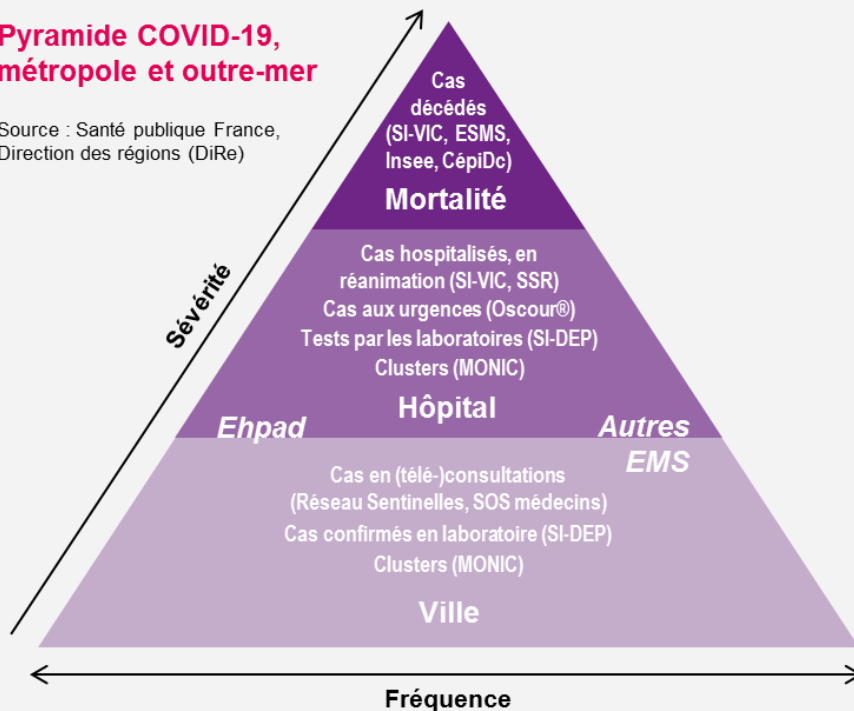 Pyramide COVID-19,
métropole et outre-mer
Source : Santé publique France,
Direction des régions (DiRe)
Sévérité
Cas
décédés
(SI-VIC, ESMS,
Insee, CépiDc)
Mortalité
Cas hospitalisés, en
réanimation (SI-VIC, SSR)
Cas aux urgences (Oscour®)
Tests par les laboratoires (SI-DEP)
Clusters (MONIC)
Hôpital
Ehpad
Autres
EMS
Cas en (télé-)consultations
(Réseau Sentinelles, SOS médecins)
Cas confirmés en laboratoire (SI-DEP)
Clusters (MONIC)
Ville
Fréquence